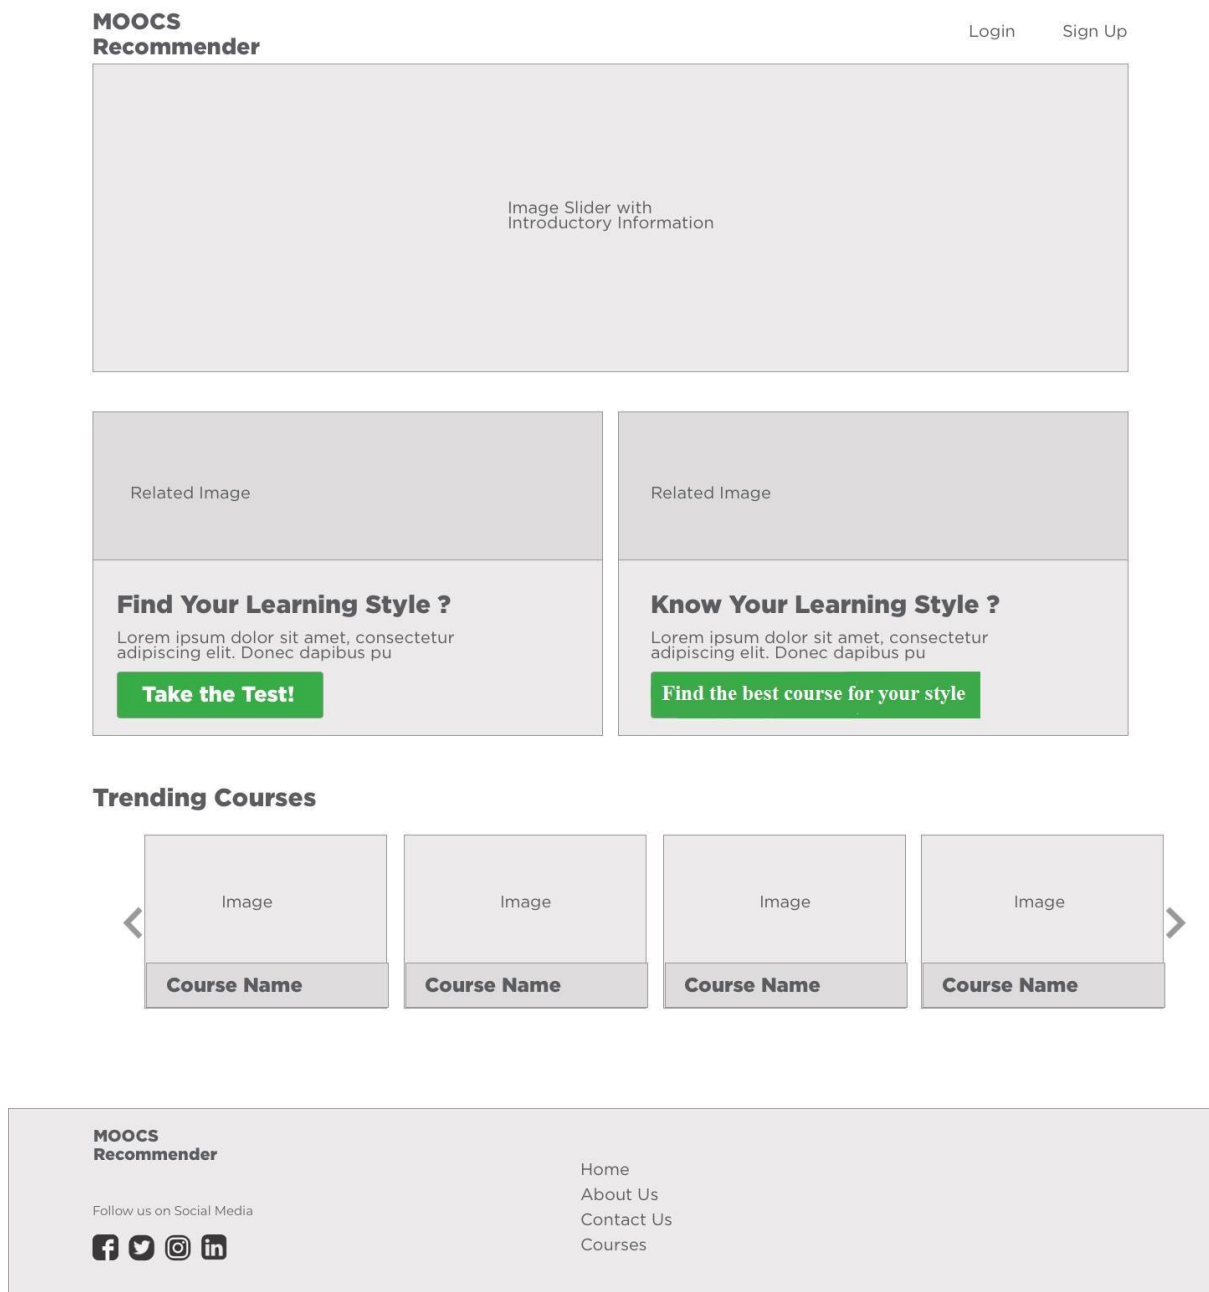 MOOCS
Recommender
Login
Sign Up
Image Slider with
Introductory Information
Related Image
Find Your Learning Style ?
Lorem ipsum dolor sit amet, consectetur
adipiscing elit. Donec dapibus pu
Take the Test!
Related Image
Know Your Learning Style ?
Lorem ipsum dolor sit amet, consectetur
adipiscing elit. Donec dapibus pu
Find the best course for your style
Trending Courses
Image
Course Name
Image
Course Name
Image
Course Name
Image
Course Name
MOOCS
Recommender
Follow us on Social Media
Home
About Us
Contact Us
Courses